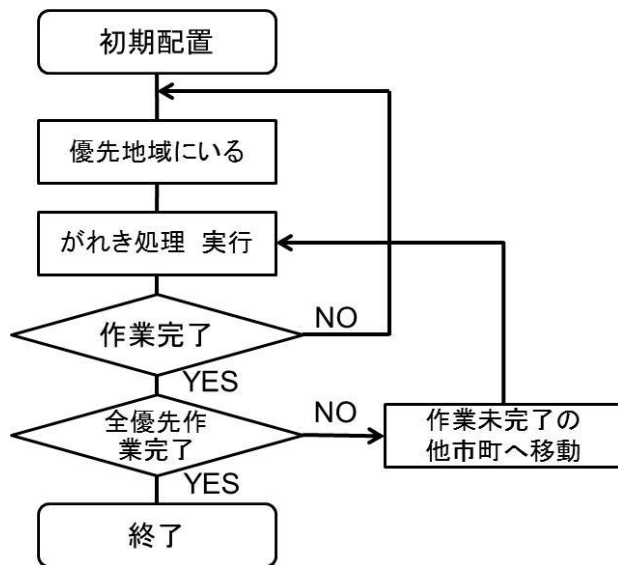 初期配置
優先地域にいる
がれき処理 実行
作業完了
NO
YES
全優先作
業完了
NO
作業未完了の
他市町へ移動
YES
終了